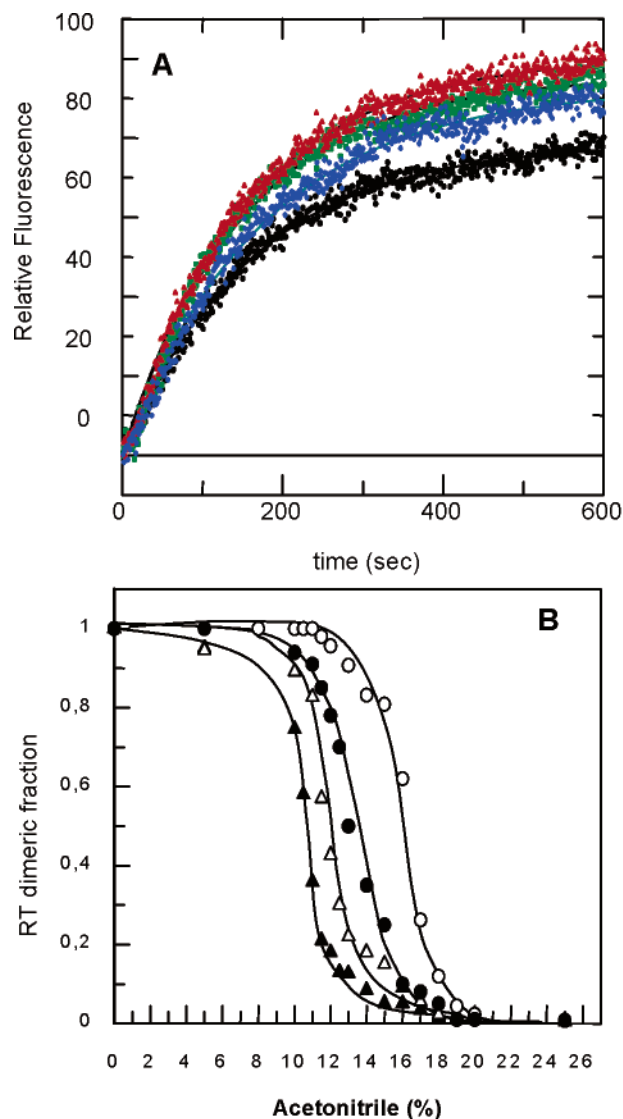 100
A
80
60
40
20
0
Relative Fluorescence
0 200 400 600
time (sec)
B
1
0,8
0,6
0,4
0,2
0
RT dimeric fraction
0 2 4 6 8 10 12 14 16 18 20 22 24 26
Acetonitrile (%)